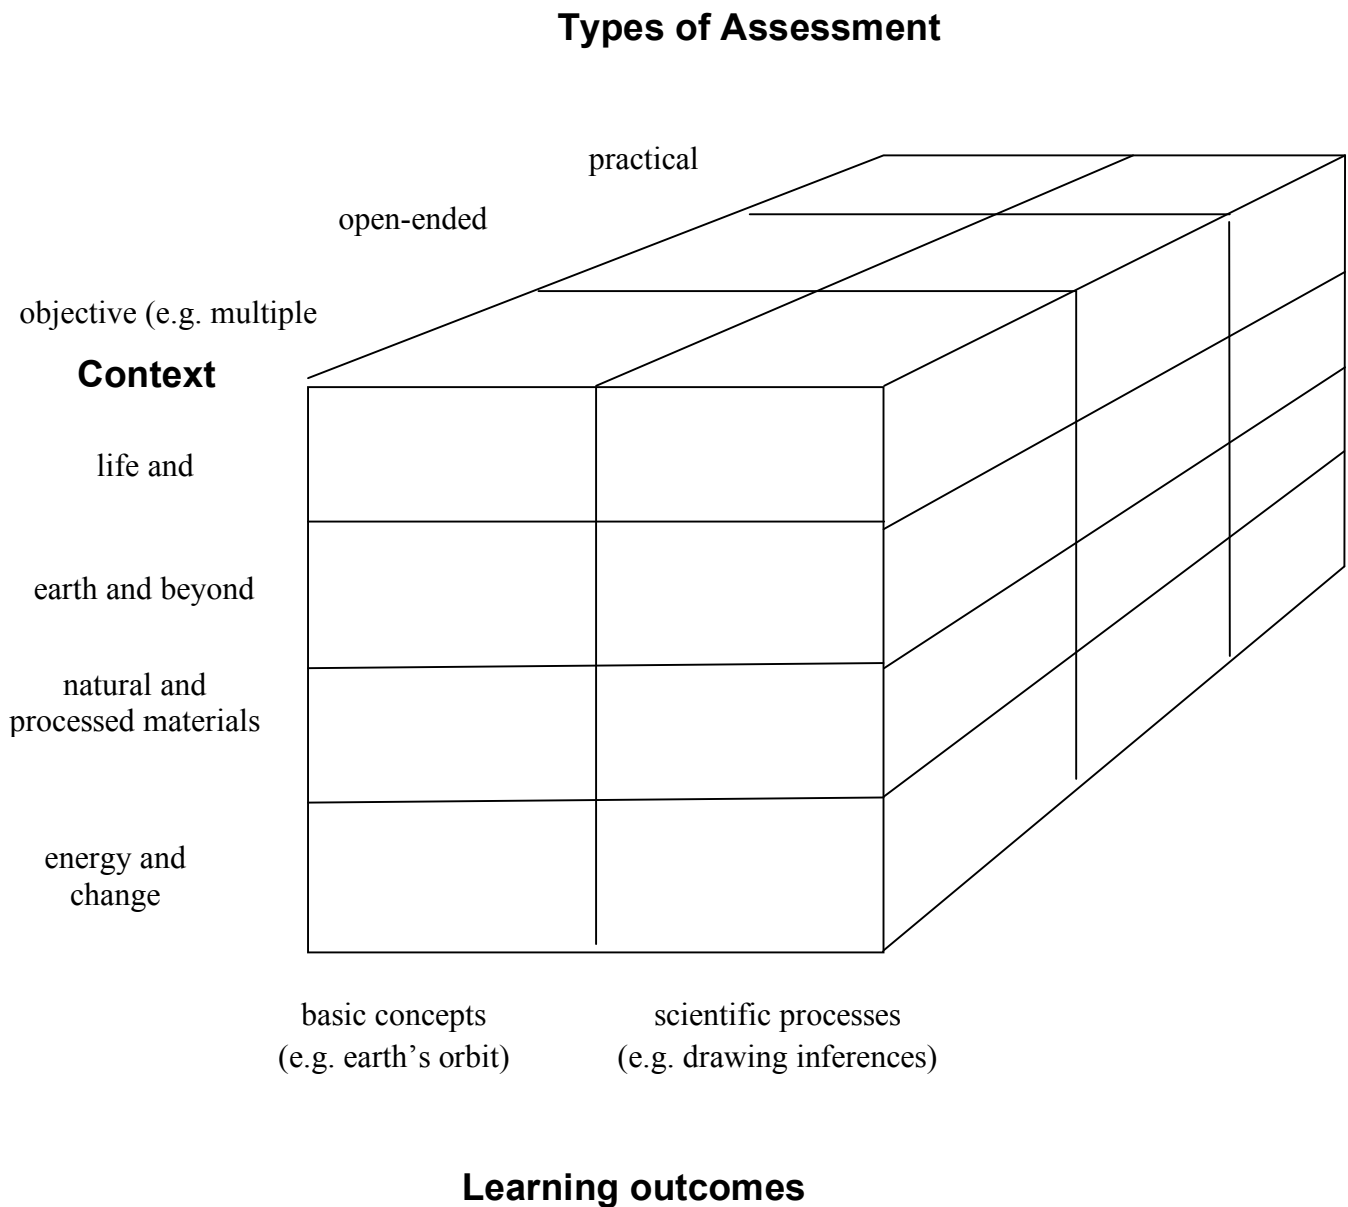 Types of Assessment
practical
open-ended
objective (e.g. multiple
Context
life and
earth and beyond
natural and
processed materials
energy and
change
basic concepts
(e.g. earth’s orbit)
scientific processes
(e.g. drawing inferences)
Learning outcomes